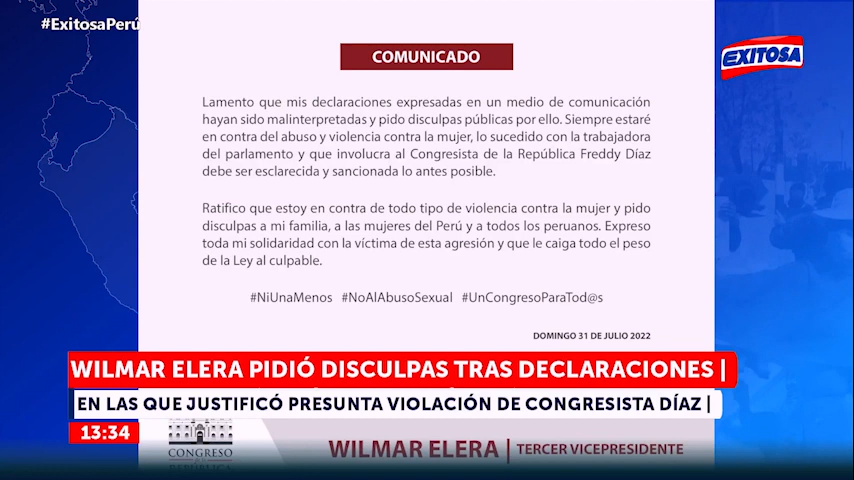 #ExitosaPerú
EXITOSA
COMUNICADO
Lamento que mis declaraciones expresadas en un medio de comunicación
hayan sido malinterpretadas y pido disculpas públicas por ello. Siempre estaré
en contra del abuso y violencia contra la mujer, lo sucedido con la trabajadora
del parlamento y que involucra al Congresista de la República Freddy Díaz
debe ser esclarecida y sancionada lo antes posible.
Ratifico que estoy en contra de todo tipo de violencia contra la mujer y pido
disculpas a mi familia, a las mujeres del Perú y a todos los peruanos. Expreso
toda mi solidaridad con la víctima de esta agresión y que le caiga todo el peso
de la Ley al culpable.
#NiUnaMenos #NoAlAbusoSexual #UnCongresoParaTod@s
DOMINGO 31 DE JULIO 2022
WILMAR ELERA PIDIÓ DISCULPAS TRAS DECLARACIONES |
EN LAS QUE JUSTIFICÓ PRESUNTA VIOLACIÓN DE CONGRESISTA DÍAZ |
13:34
CONGRESO
REPÚBLICA
WILMAR ELERA | TERCER VICEPRESIDENTE